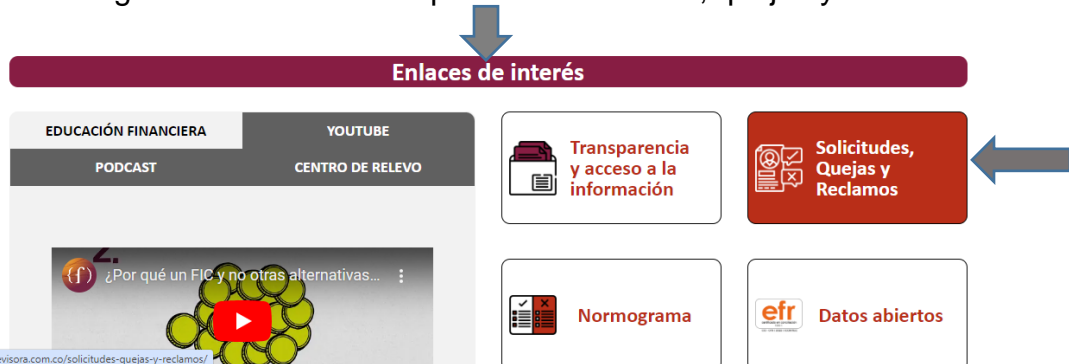 Enlaces de interés
EDUCACIÓN FINANCIERA
YOUTUBE
PODCAST
CENTRO DE RELEVO
2.
¿Por qué un FIC y no otras alternativas...
Transparencia
y acceso a la
información
Solicitudes,
Quejas y
Reclamos
Normograma
efr
Datos abiertos
evisora.com.co/solicitudes-quejas-y-reclamos/